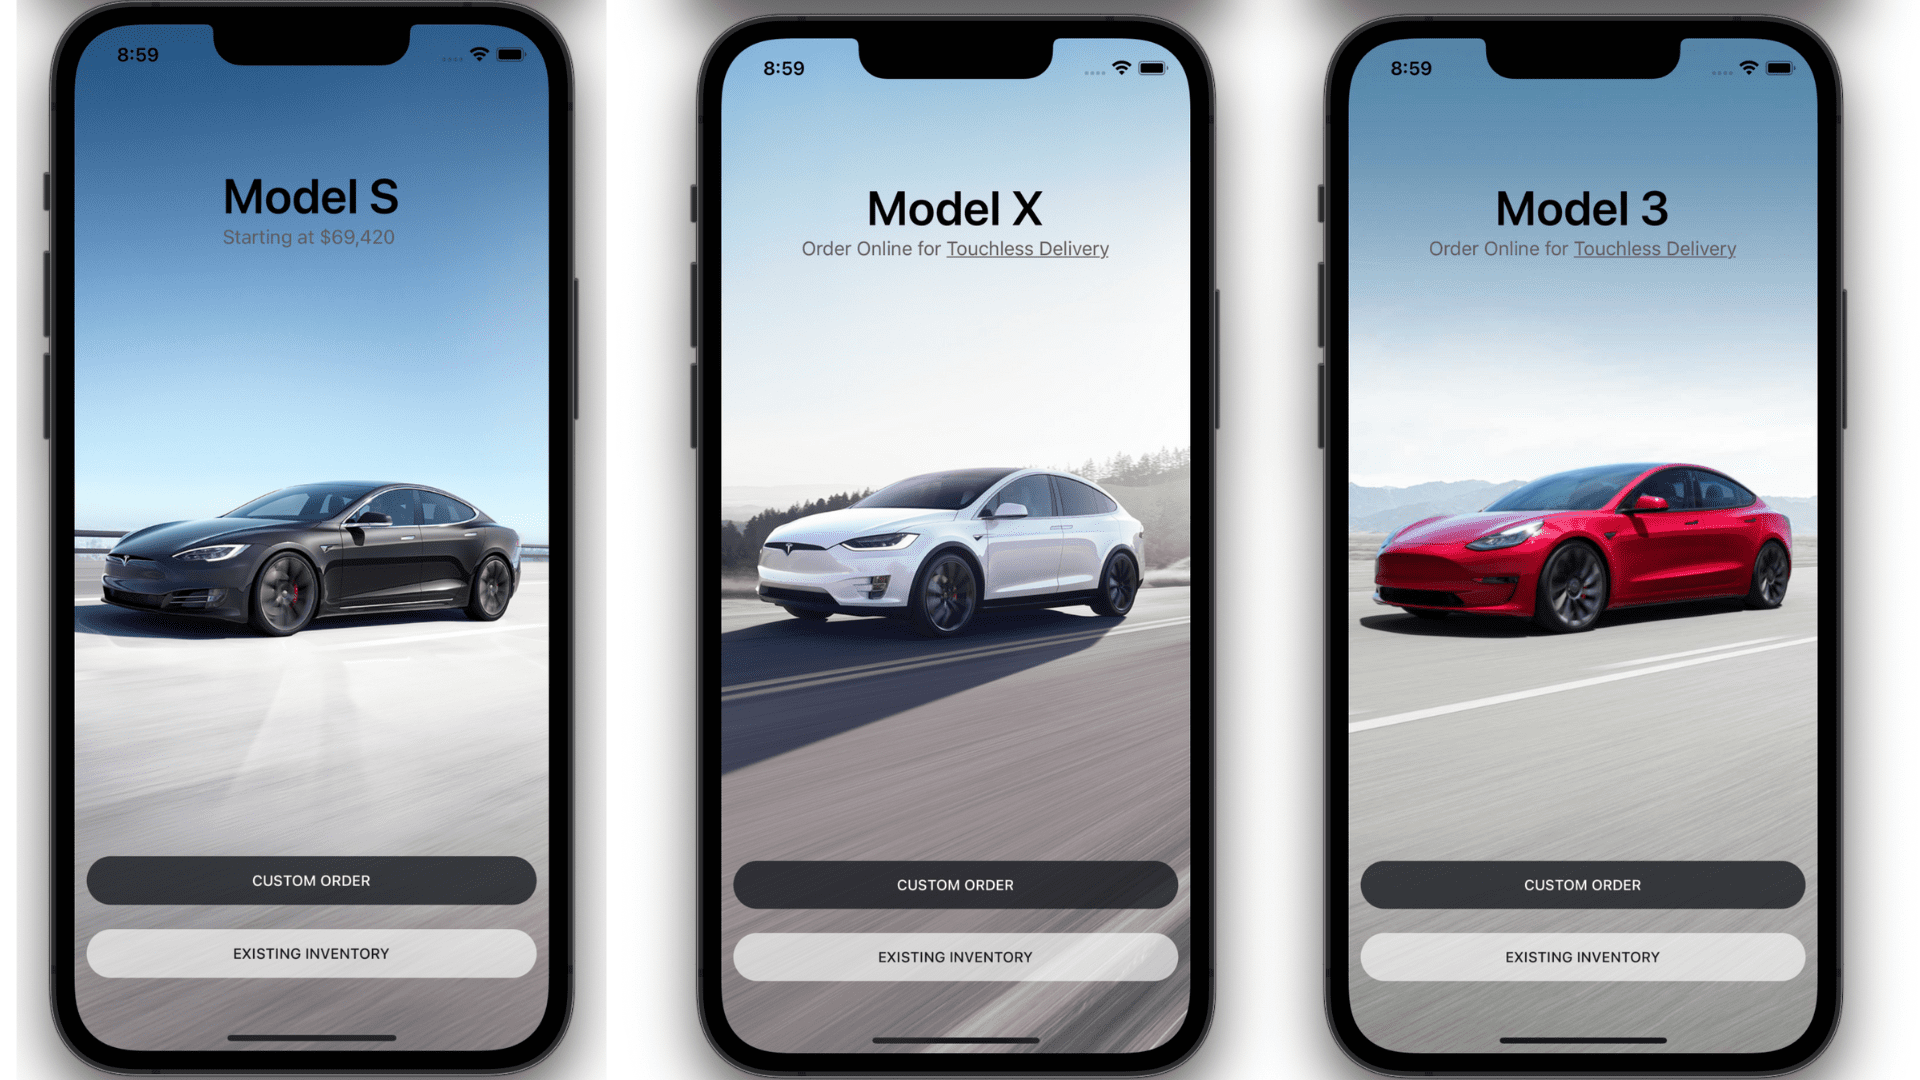 8:59
Model S
Starting at $69,420
CUSTOM ORDER
EXISTING INVENTORY
8:59
Model X
Order Online for Touchless Delivery
CUSTOM ORDER
EXISTING INVENTORY
8:59
Model 3
Order Online for Touchless Delivery
CUSTOM ORDER
EXISTING INVENTORY